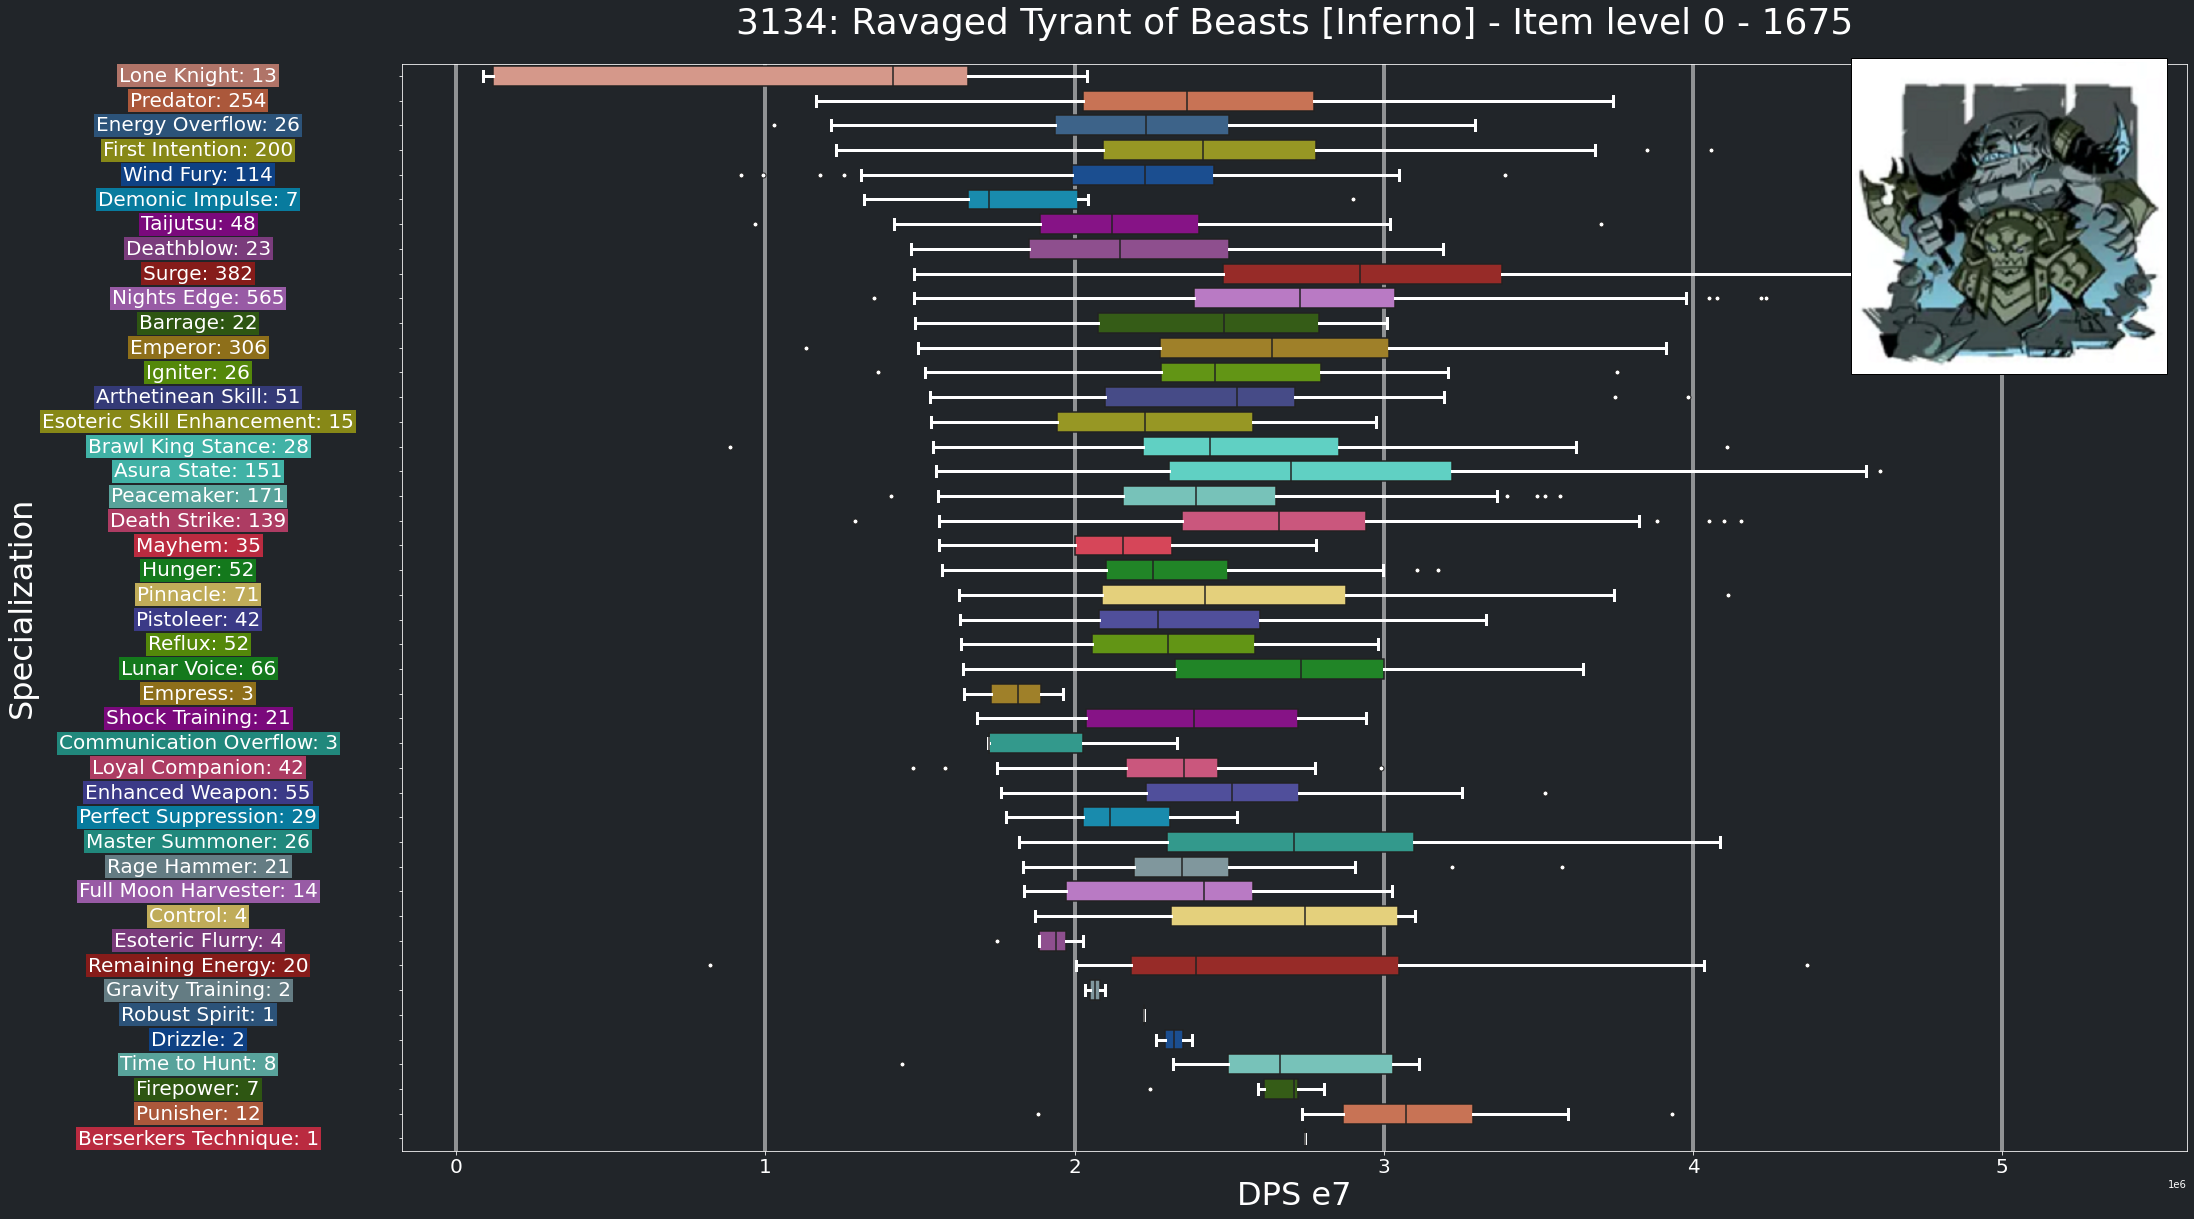 3134: Ravaged Tyrant of Beasts [Inferno] - Item level 0 - 1675
Lone Knight: 13
Predator: 254
Energy Overflow: 26
First Intention: 200
Wind Fury: 114
Demonic Impulse: 7
Taijutsu: 48
Deathblow: 23
Surge: 382
Nights Edge: 565
Barrage: 22
Emperor: 306
Igniter: 26
Arthetinean Skill: 51
Esoteric Skill Enhancement: 15
Brawl King Stance: 28
Asura State: 151
Peacemaker: 171
Death Strike: 139
Mayhem: 35
Hunger: 52
Pinnacle: 71
Pistoleer: 42
Reflux: 52
Lunar Voice: 66
Empress: 3
Shock Training: 21
Communication Overflow: 3
Loyal Companion: 42
Enhanced Weapon: 55
Perfect Suppression: 29
Master Summoner: 26
Rage Hammer: 21
Full Moon Harvester: 14
Control: 4
Esoteric Flurry: 4
Remaining Energy: 20
Gravity Training: 2
Robust Spirit: 1
Drizzle: 2
Time to Hunt: 8
Firepower: 7
Punisher: 12
Berserkers Technique: 1
Specialization
0 1 2 3 4 5
DPS e7
1e6